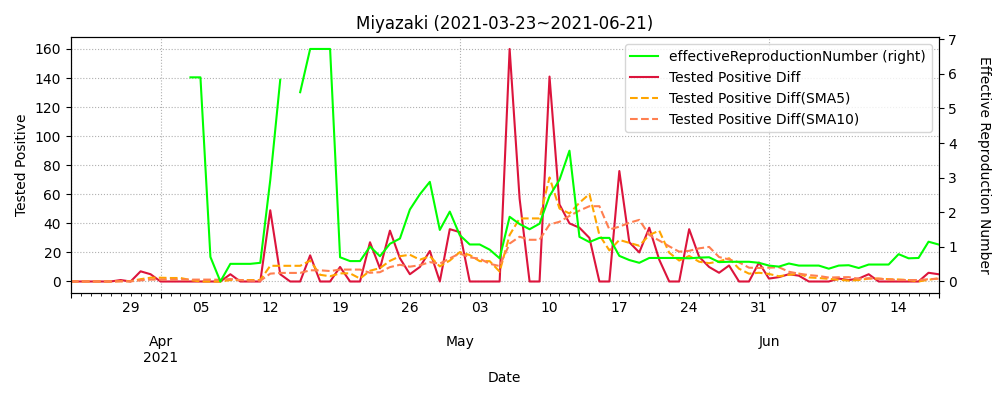 Miyazaki (2021-03-23~2021-06-21)
effectiveReproductionNumber (right)
Tested Positive Diff
Tested Positive Diff(SMA5)
Tested Positive Diff(SMA10)
Tested Positive
160
140
120
100
80
60
40
20
0
7
6
5
4
3
2
1
0
Effective Reproduction Number
29 05 12 19 26 03 10 17 24 31 07 14
Apr May Jun
2021
Date